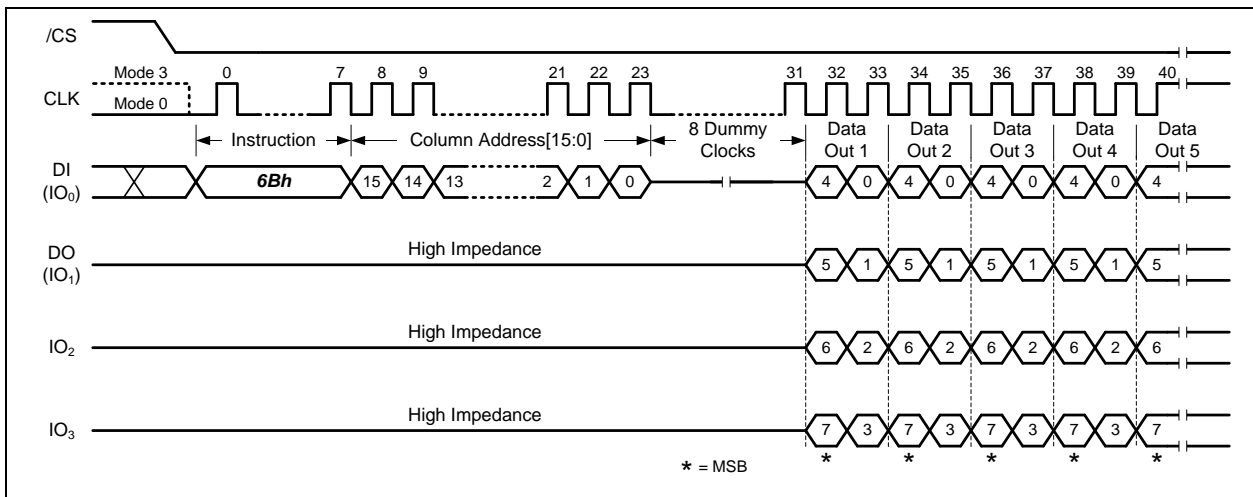 /CS
Mode 3 0 7 8 9 21 22 23 31 32 33 34 35 36 37 38 39 40
CLK
Mode 0
Instruction Column Address[15:0] 8 Dummy Clocks Data Out 1 Data Out 2 Data Out 3 Data Out 4 Data Out 5
DI (IO0) 6Bh 15 14 13 2 1 0 4 0 4 0 4 0 4 0 4
High Impedance
DO (IO1) 5 1 5 1 5 1 5 1 5
High Impedance
IO2 6 2 6 2 6 2 6 2 6
High Impedance
IO3 7 3 7 3 7 3 7 3 7
* * * * *
* = MSB